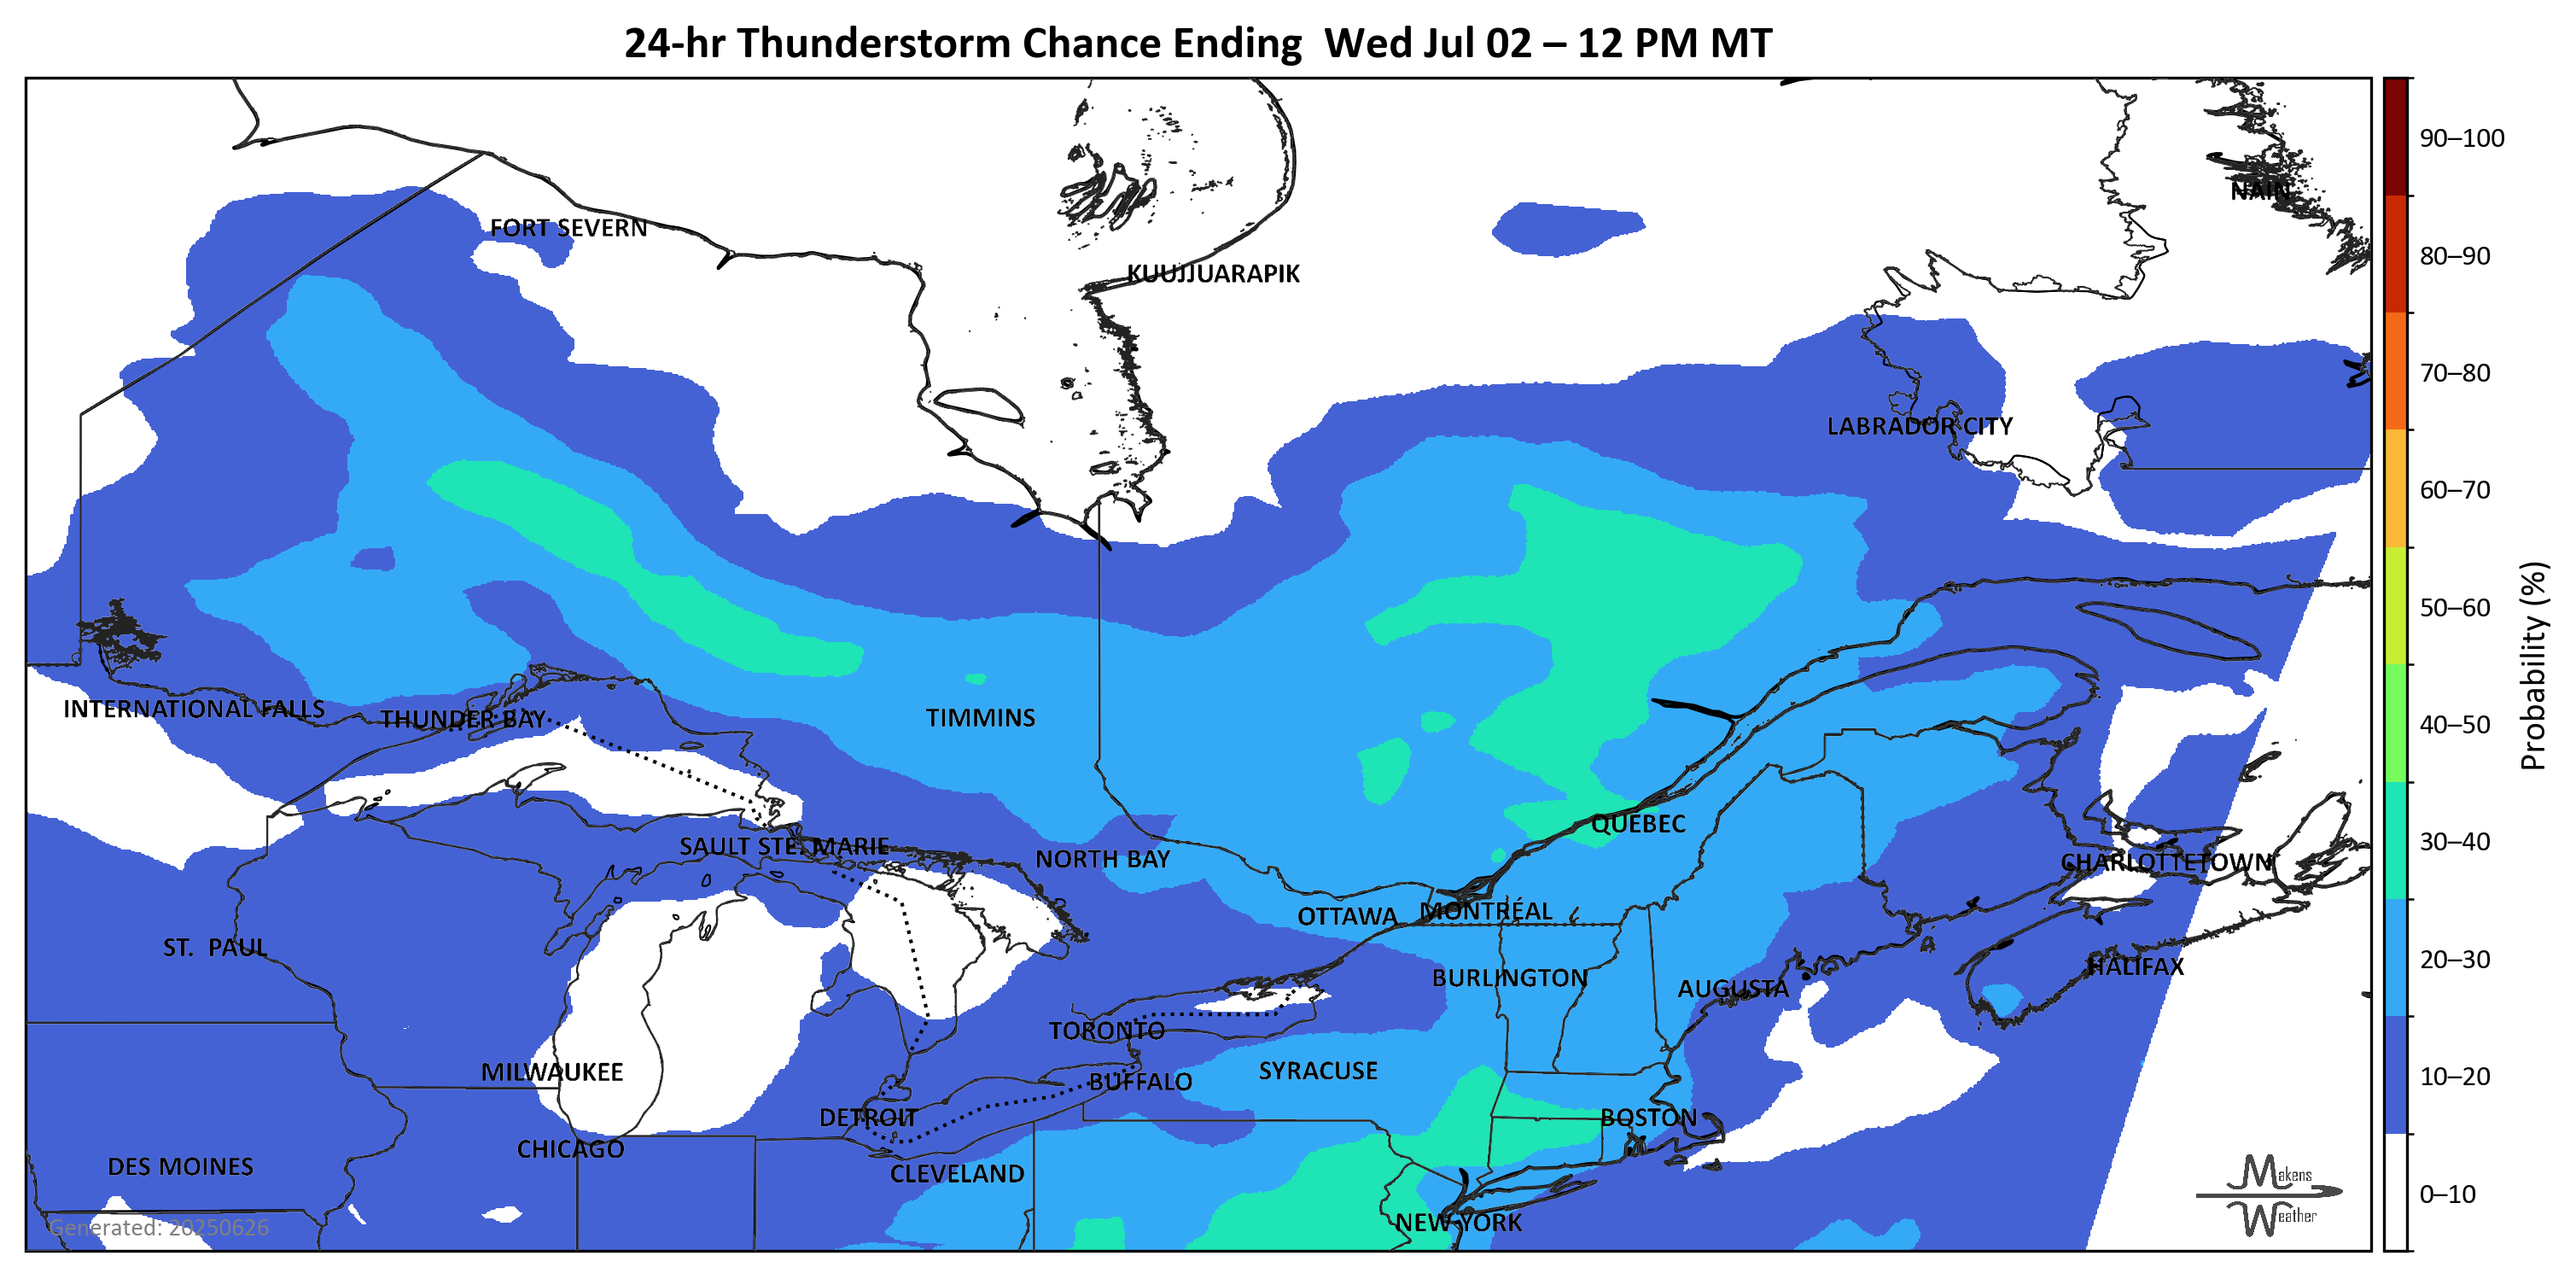 24-hr Thunderstorm Chance Ending  Wed Jul 02 – 12 PM MT
90–100
NAIN
FORT SEVERN
80–90
KUUJJUARAPIK
70–80
LABRADOR CITY
60–70
50–60
Probability (%)
INTERNATIONAL FALLS
THUNDER BAY
TIMMINS
40–50
QUEBEC
30–40
SAULT STE. MARIE
NORTH BAY
CHARLOTTETOWN
OTTAWA
MONTRÉAL
ST.  PAUL
20–30
HALIFAX
BURLINGTON
AUGUSTA
TORONTO
MILWAUKEE
SYRACUSE
BUFFALO
10–20
DETROIT
BOSTON
CHICAGO
DES MOINES
CLEVELAND
Makens
Weather
0–10
NEW YORK
Generated: 20250626